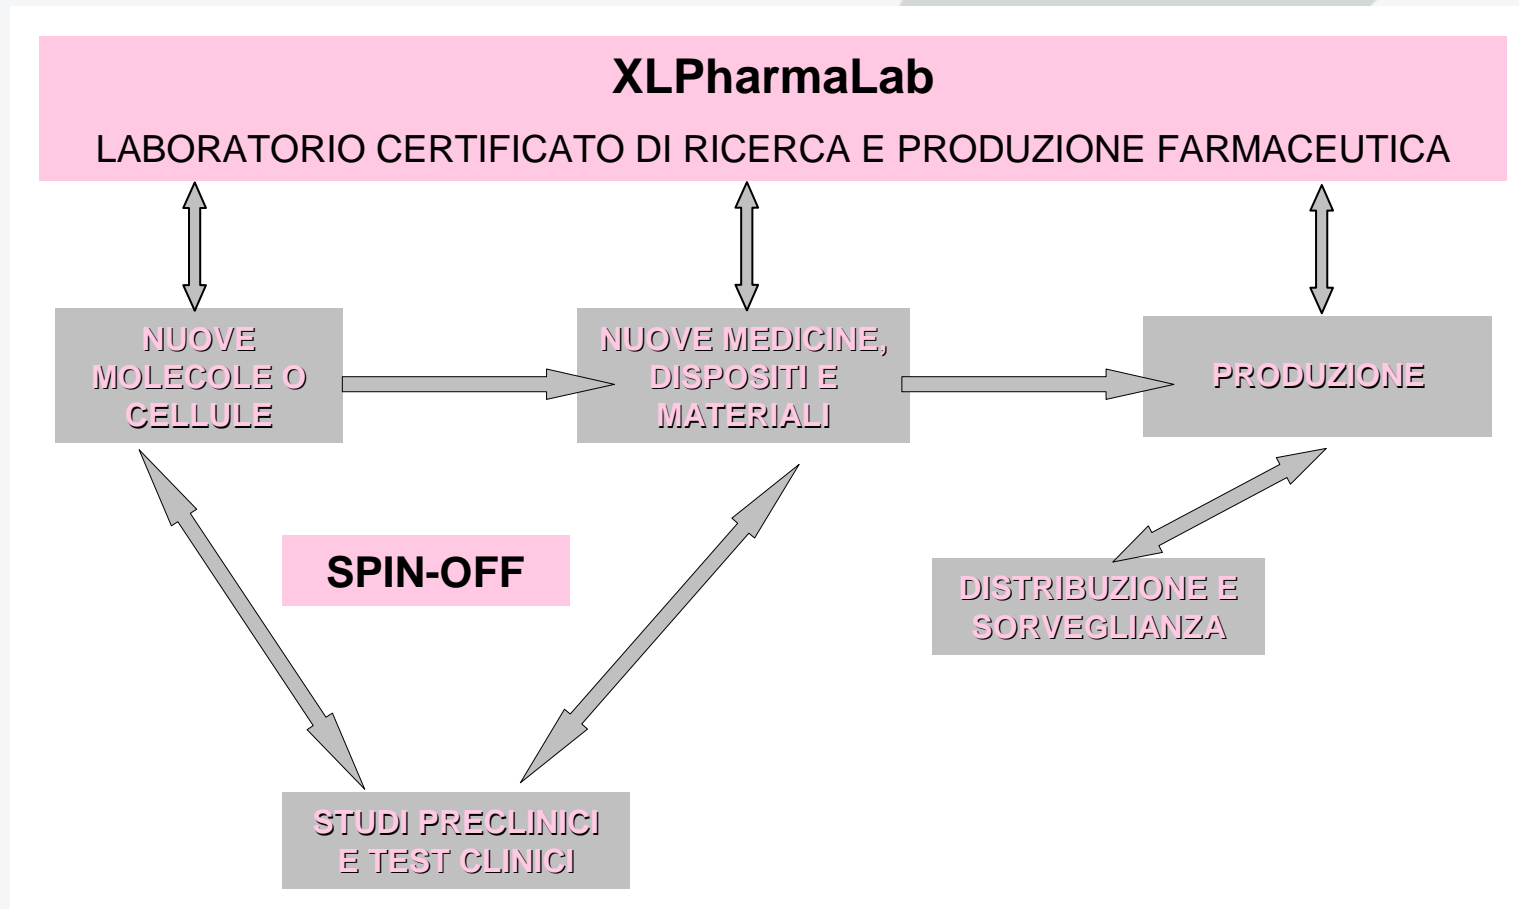 XLPharmaLab
LABORATORIO CERTIFICATO DI RICERCA E PRODUZIONE FARMACEUTICA
NUOVE
MOLECOLE O
CELLULE
NUOVE MEDICINE,
DISPOSITI E
MATERIALI
PRODUZIONE
SPIN-OFF
DISTRIBUZIONE E
SORVEGLIANZA
STUDI PRECLINICI
E TEST CLINICI